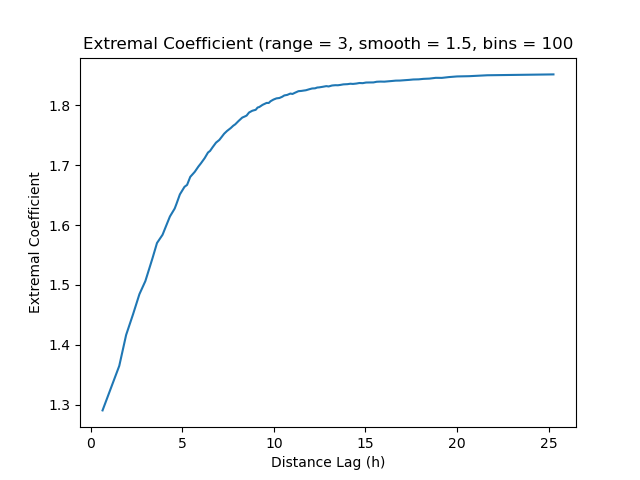 Extremal Coefficient (range = 3, smooth = 1.5, bins = 100
1.8
1.7
1.6
1.5
1.4
1.3
Extremal Coefficient
0 5 10 15 20 25
Distance Lag (h)